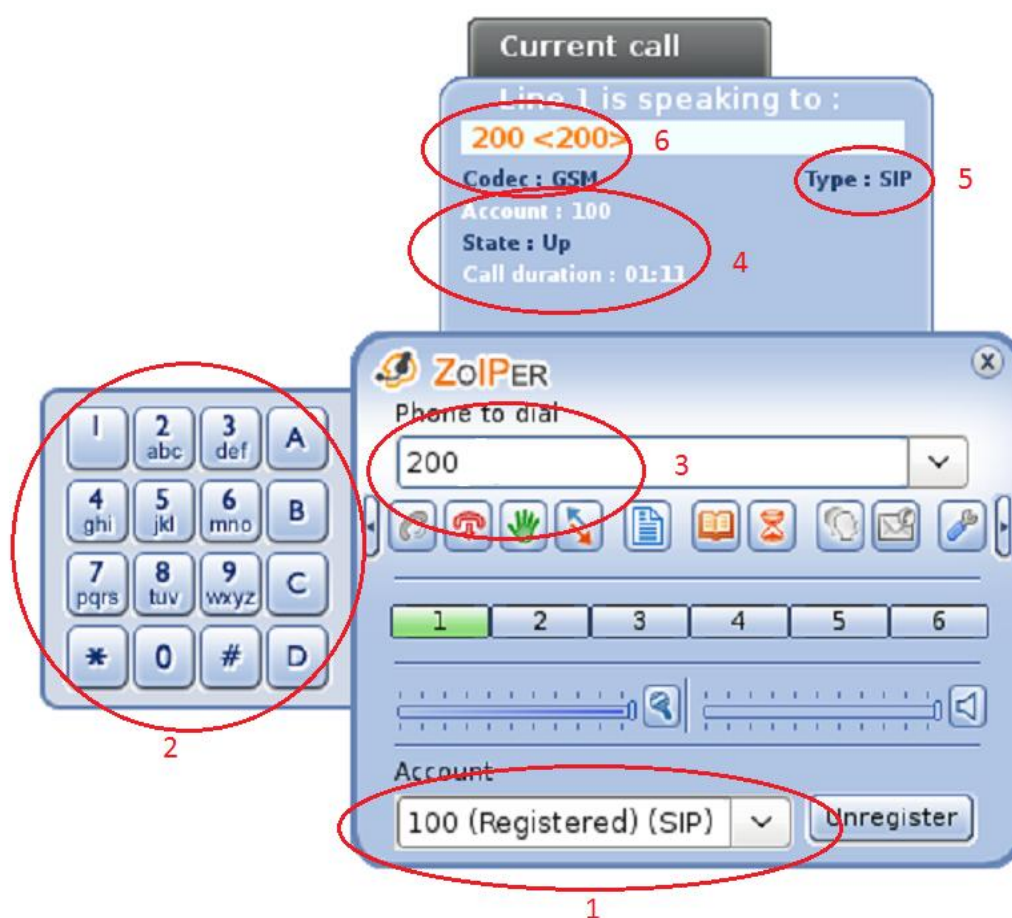 Current call
Line 1 is speaking to :
200 <200>
6
Codec : GSM
Type : SIP
5
Account : 100
State : Up
4
Call duration : 01:11
ZoIPer
Phone to dial
200
3
1
2 abc
3 def
A
4 ghi
5 jkl
6 mno
B
7 pqrs
8 tuv
9 wxyz
C
* 0 # D
2
1 2 3 4 5 6
Account
100 (Registered) (SIP)
Unregister
1